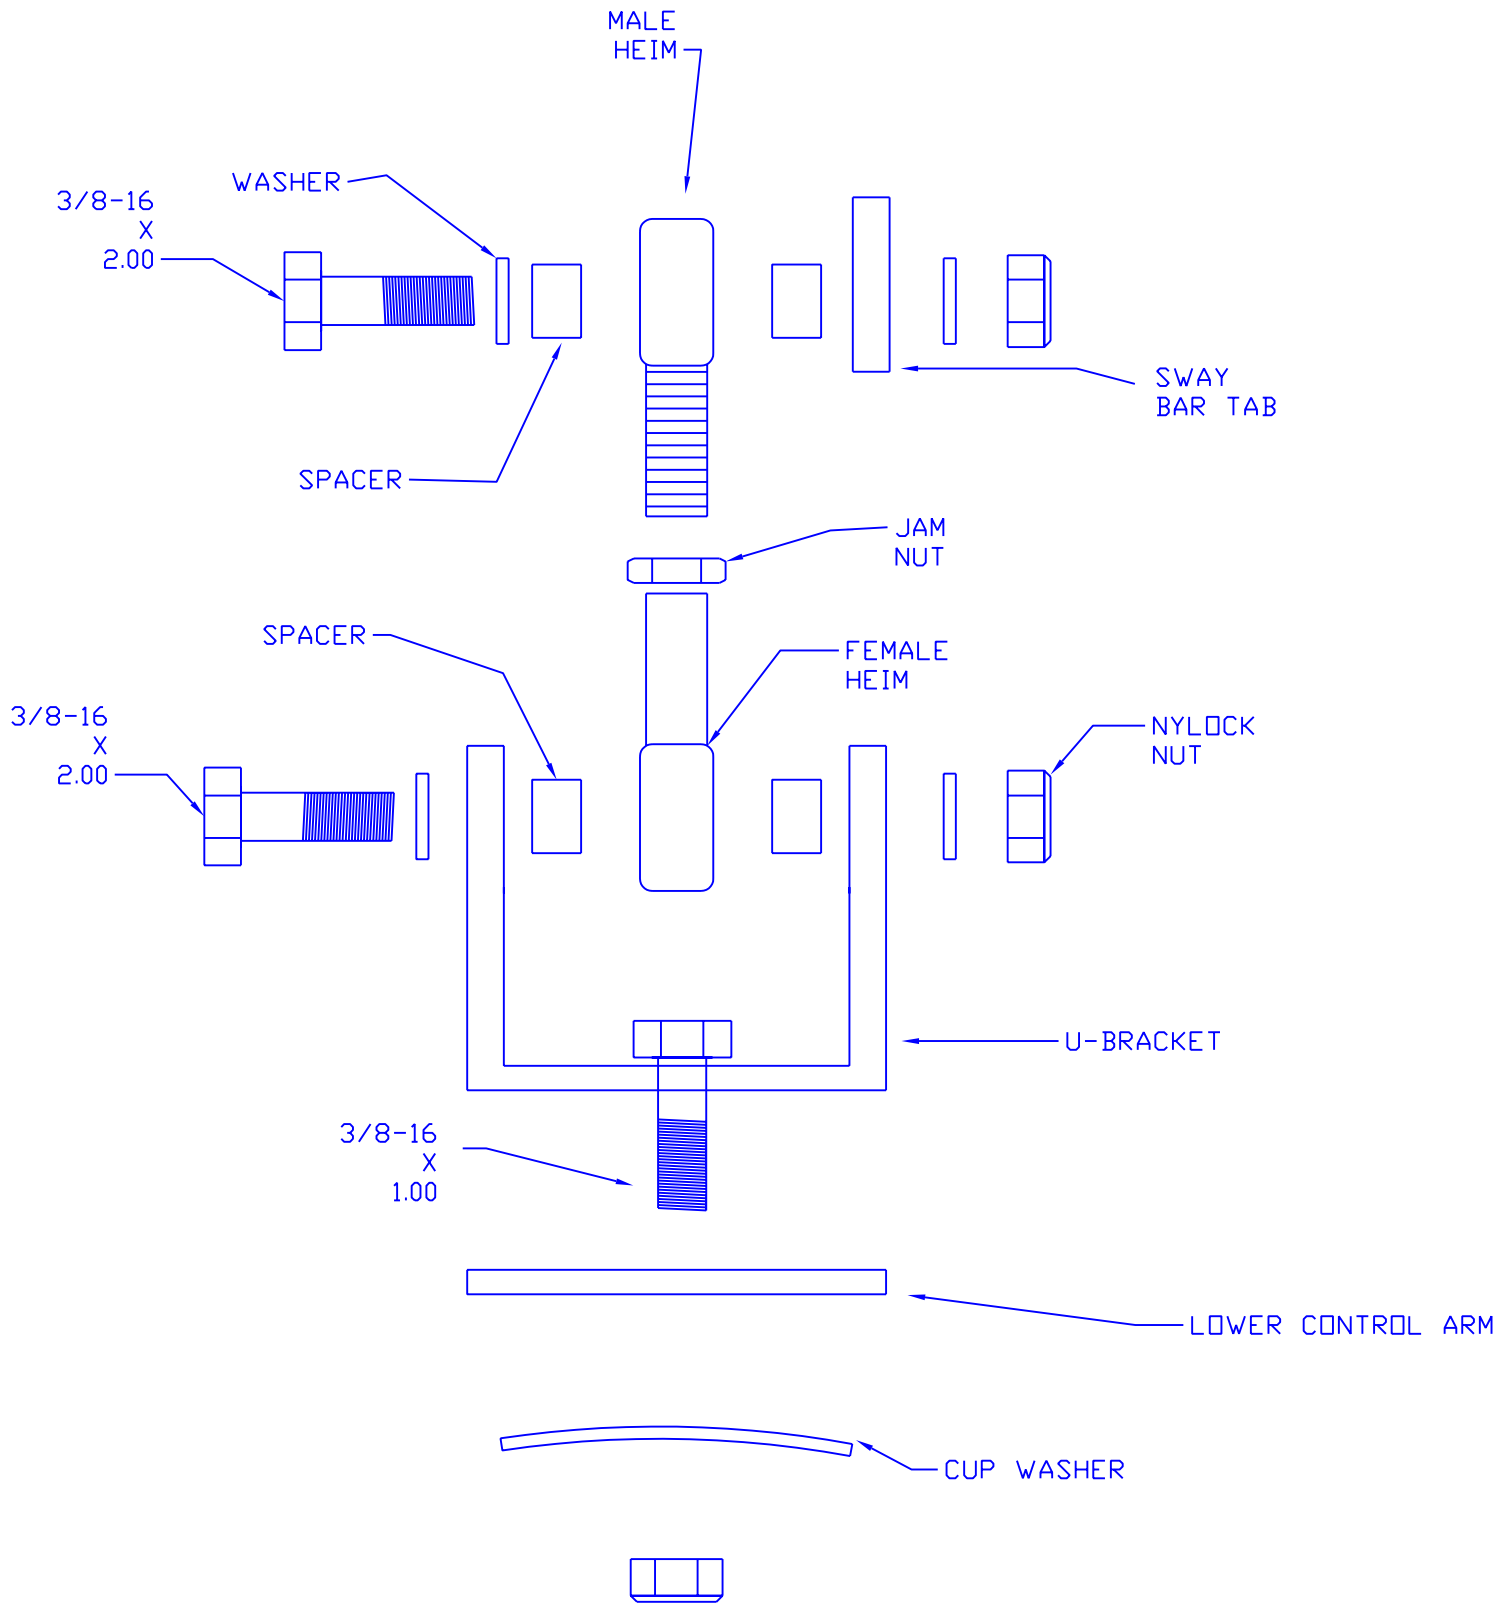 MALE
HEIM
WASHER
3/8-16
X
2.00
SWAY
BAR TAB
SPACER
JAM
NUT
SPACER
FEMALE
HEIM
3/8-16
X
2.00
NYLOCK
NUT
U-BRACKET
3/8-16
X
1.00
LOWER CONTROL ARM
CUP WASHER